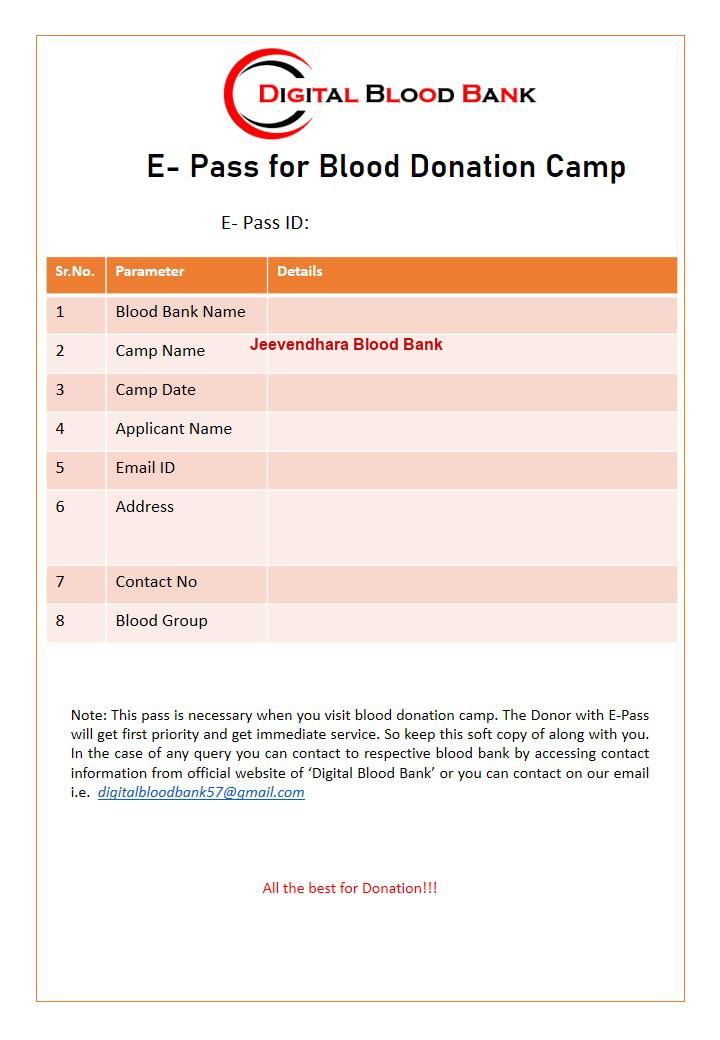 DIGITAL BLOOD BANK
E- Pass for Blood Donation Camp
E- Pass ID:
Sr.No. Parameter Details
1 Blood Bank Name
2 Camp Name Jeevendhara Blood Bank
3 Camp Date
4 Applicant Name
5 Email ID
6 Address
7 Contact No
8 Blood Group
Note: This pass is necessary when you visit blood donation camp. The Donor with E-Pass
will get first priority and get immediate service. So keep this soft copy of along with you.
In the case of any query you can contact to respective blood bank by accessing contact
information from official website of ‘Digital Blood Bank’ or you can contact on our email
i.e. digitalbloodbank57@gmail.com
All the best for Donation!!!